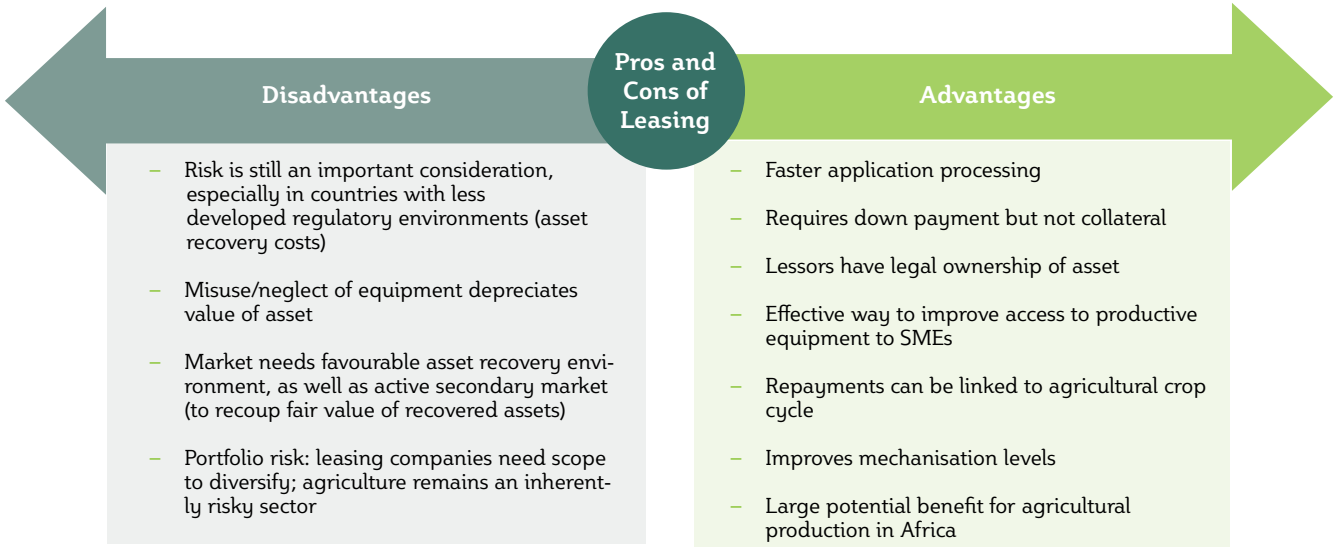 Pros and
Cons of
Leasing
Disadvantages
– Risk is still an important consideration,
especially in countries with less
developed regulatory environments (asset
recovery costs)
– Misuse/neglect of equipment depreciates
value of asset
– Market needs favourable asset recovery envi-
ronment, as well as active secondary market
(to recoup fair value of recovered assets)
– Portfolio risk: leasing companies need scope
to diversify; agriculture remains an inherent-
ly risky sector
Advantages
– Faster application processing
– Requires down payment but not collateral
– Lessors have legal ownership of asset
– Effective way to improve access to productive
equipment to SMEs
– Repayments can be linked to agricultural crop
cycle
– Improves mechanisation levels
– Large potential benefit for agricultural
production in Africa